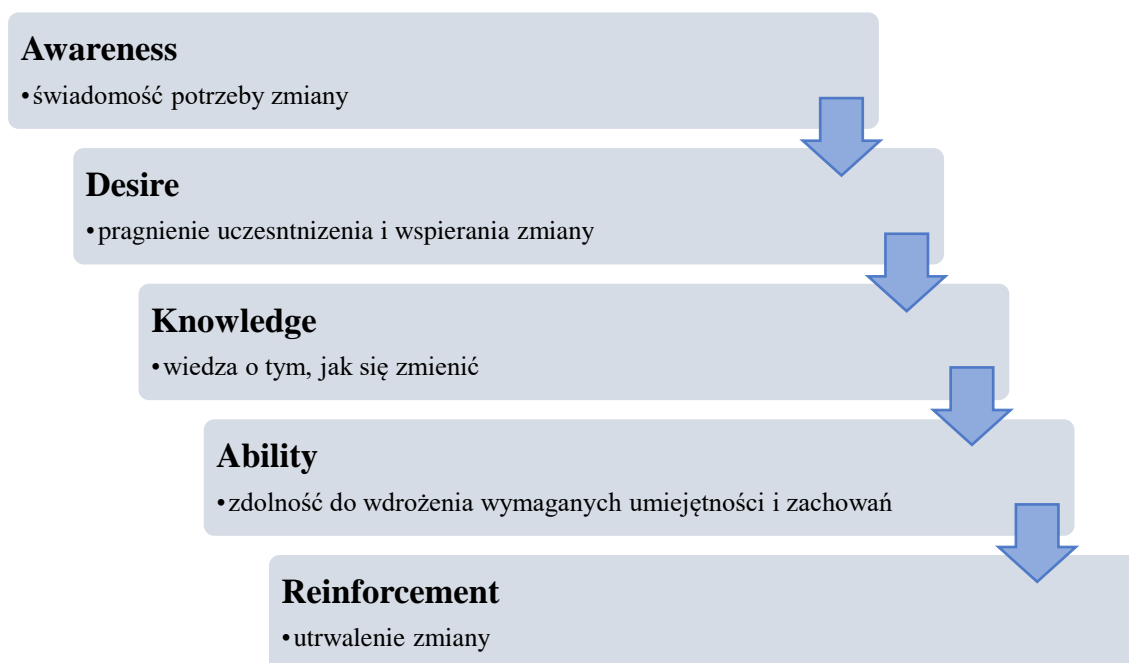 Awareness
•świadomość potrzeby zmiany
Desire
•pragnienie uczesntnizenia i wspierania zmiany
Knowledge
•wiedza o tym, jak się zmienić
Ability
•zdolność do wdrożenia wymaganych umiejętności i zachowań
Reinforcement
•utrwalenie zmiany